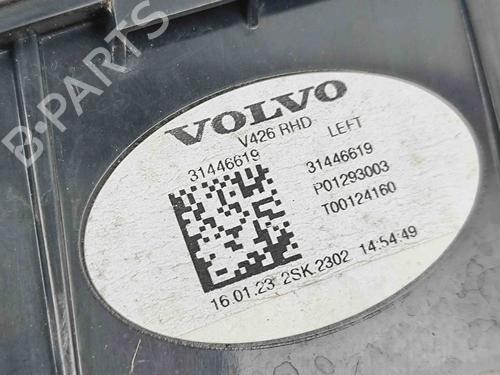 B-PARTS
VOLVO
V426 RHD LEFT
31446619 31446619
P01293003
T00124160
16.01.23 2SK 2302 14:54:49